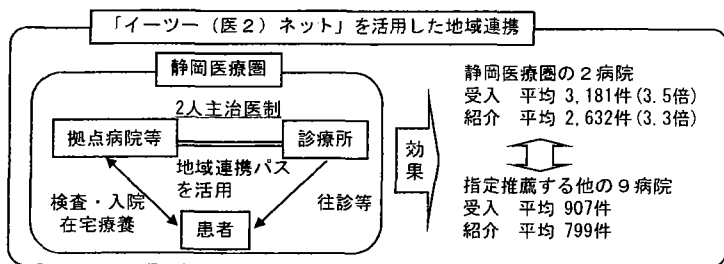 「イーツー（医２）ネット」を活用した地域連携
静岡医療圏
2人主治医制
拠点病院等
診療所
地域連携パス
を活用
検査・入院
在宅療養
往診等
患者
効果
静岡医療圏の２病院
受入 平均 3,181件(3.5倍)
紹介 平均 2,632件(3.3倍)
指定推薦する他の９病院
受入 平均 907件
紹介 平均 799件